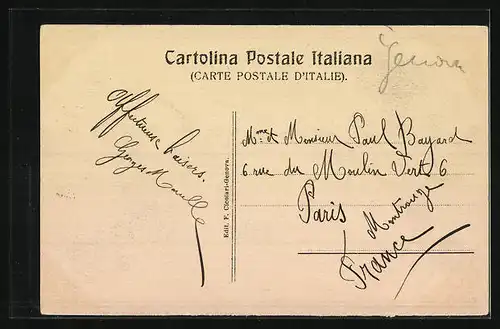 Cartolina Postale Italiana
(CARTE POSTALE D'ITALIE).
Genova
Affectueux baisers.
Georges
Edit. F. Ciostari-Genova.
Mme et Monsieur Paul Bayard
6 rue du Moulin Vert 6
Paris
Montrouge
France